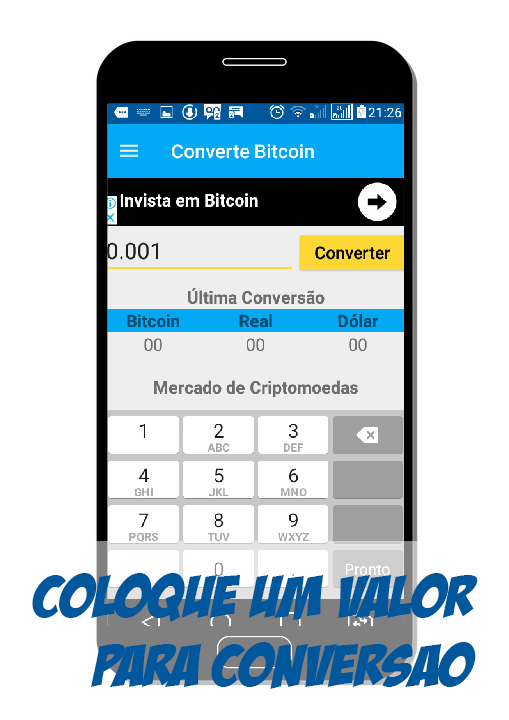 21:26
Converte Bitcoin
Invista em Bitcoin
0.001 Converter
Última Conversão
Bitcoin Real Dólar
00 00 00
Mercado de Criptomoedas
1 2 3
ABC DEF
4 5 6
GHI JKL MNO
7 8 9
PQRS TUV WXYZ
0 Pronto
COLOQUE UM VALOR
PARA CONVERSAO